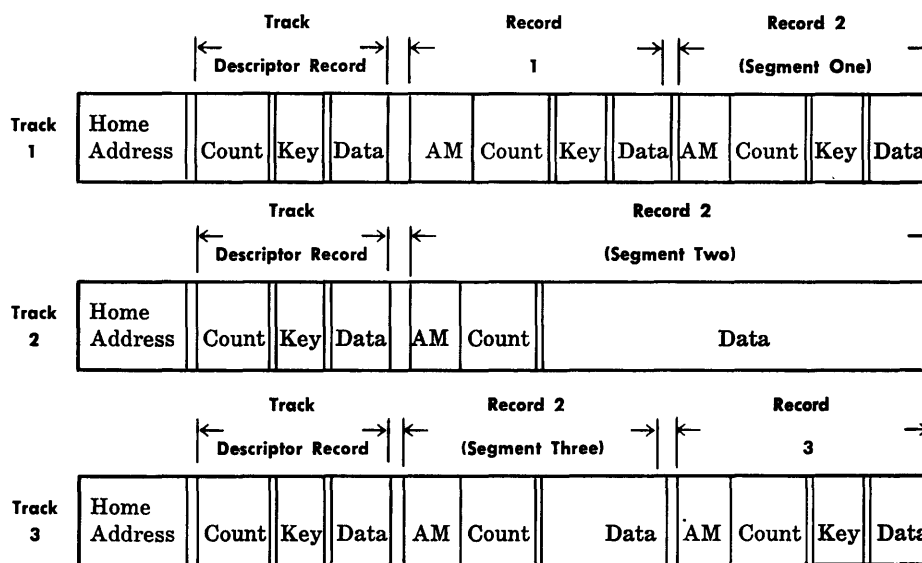 Track Record Record 2
Descriptor Record 1 (Segment One)
Track 1 Home Address Count Key Data AM Count Key Data AM Count Key Data
Track Record 2
Descriptor Record (Segment Two)
Track 2 Home Address Count Key Data AM Count Data
Track Record 2 Record
Descriptor Record (Segment Three) 3
Track 3 Home Address Count Key Data AM Count Data AM Count Key Data